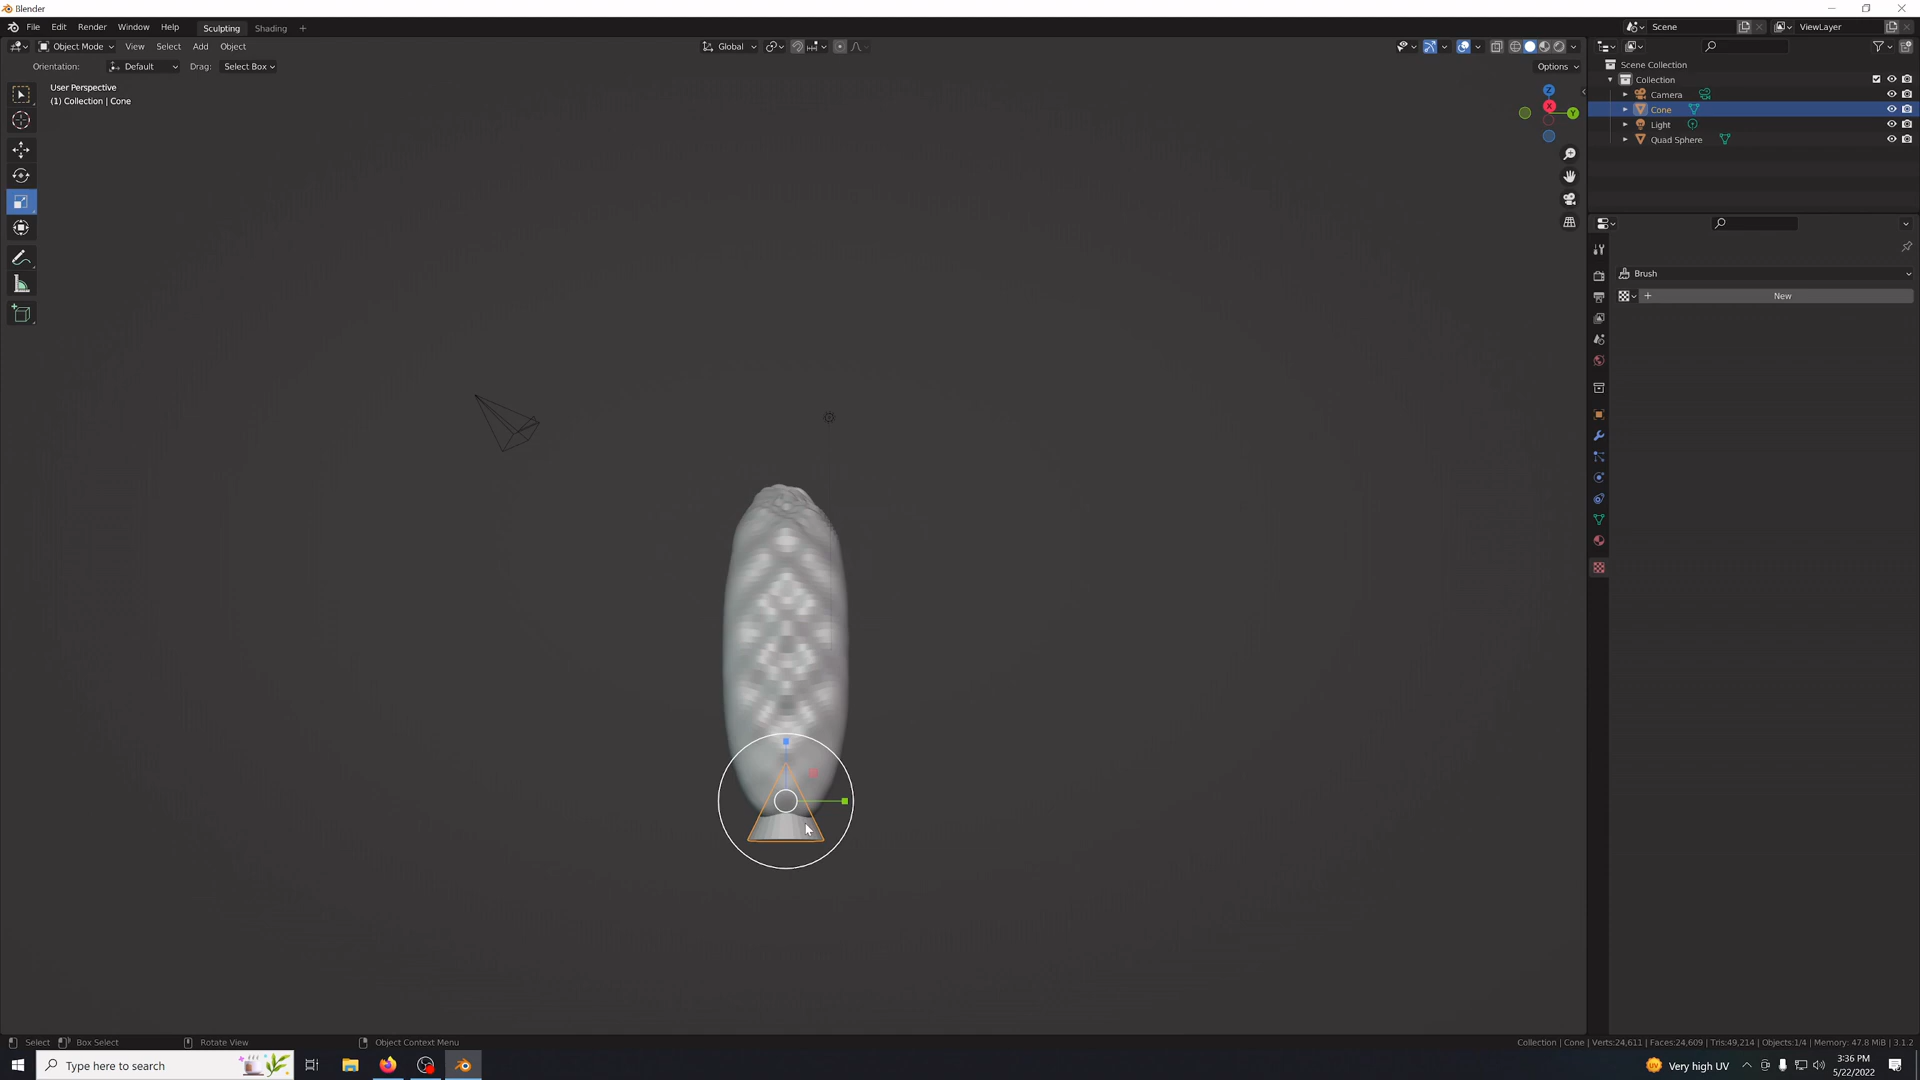 Blender
File Edit Render Window Help Sculpting Shading +
Scene
ViewLayer
Object Mode View Select Add Object
Global
Orientation: Default Drag: Select Box
Options
User Perspective
(1) Collection | Cone
Z
X
Y
Scene Collection
Collection
Camera
Cone
Light
Quad Sphere
Brush
+ New
Select Box Select Rotate View Object Context Menu
Collection | Cone | Verts:24,611 | Faces:24,609 | Tris:49,214 | Objects:1/4 | Memory: 47.8 MiB | 3.1.2
Type here to search
Very high UV
3:36 PM
5/22/2022